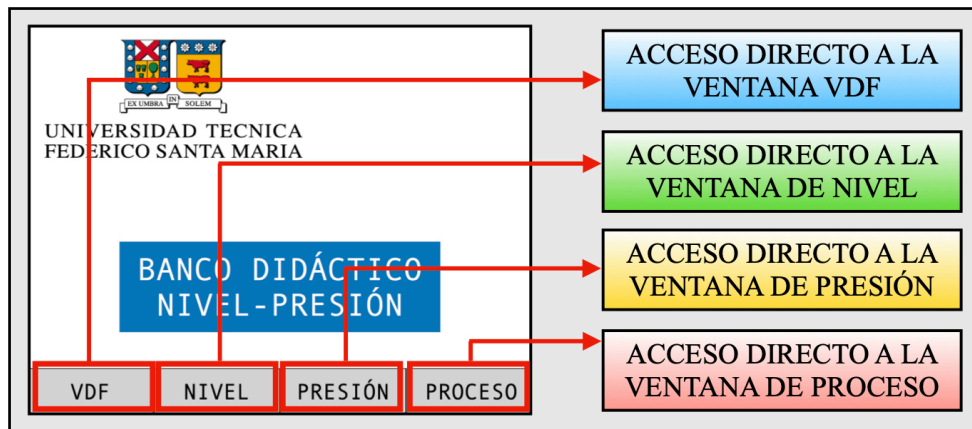 EX UMBRA IN SOLEM
UNIVERSIDAD TECNICA
FEDERICO SANTA MARIA
BANCO DIDÁCTICO
NIVEL-PRESIÓN
VDF
NIVEL
PRESIÓN
PROCESO
ACCESO DIRECTO A LA
VENTANA VDF
ACCESO DIRECTO A LA
VENTANA DE NIVEL
ACCESO DIRECTO A LA
VENTANA DE PRESIÓN
ACCESO DIRECTO A LA
VENTANA DE PROCESO